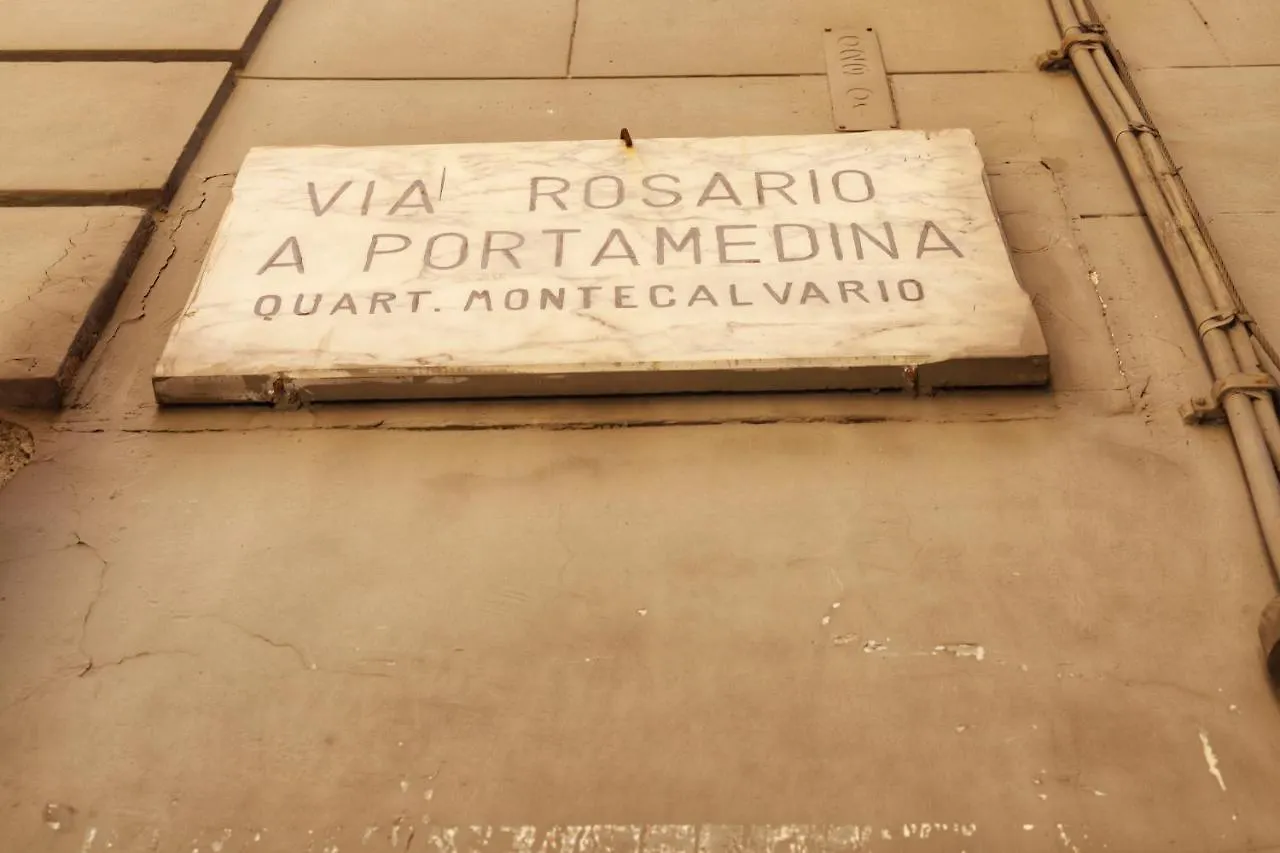 VIA ROSARIO
A PORTAMEDINA
QUART. MONTECALVARIO